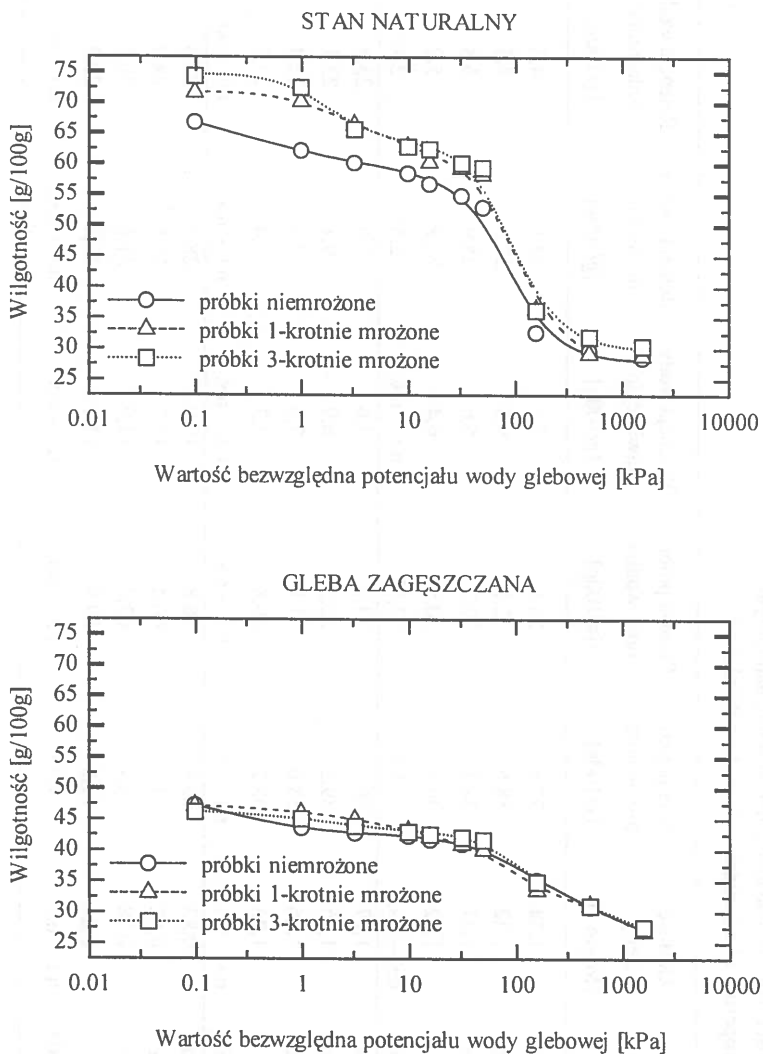 STAN NATURALNY
Wilgotność [g/100g]
75
70
65
60
55
50
45
40
35
30
25
próbki niemrożone
próbki 1-krotnie mrożone
próbki 3-krotnie mrożone
0.01 0.1 1 10 100 1000 10000
Wartość bezwzględna potencjału wody glebowej [kPa]
GLEBA ZAGĘSZCZANA
Wilgotność [g/100g]
75
70
65
60
55
50
45
40
35
30
25
próbki niemrożone
próbki 1-krotnie mrożone
próbki 3-krotnie mrożone
0.01 0.1 1 10 100 1000 10000
Wartość bezwzględna potencjału wody glebowej [kPa]